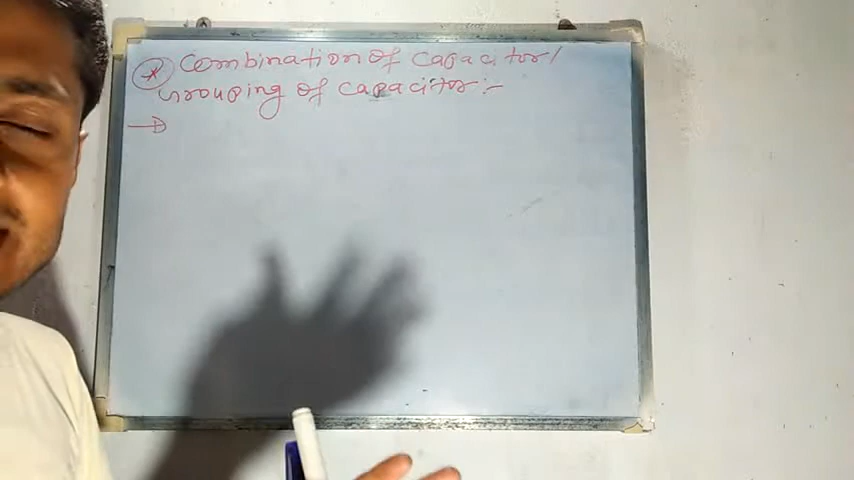 * Combination of capacitor/
Grouping of capacitor :-
→